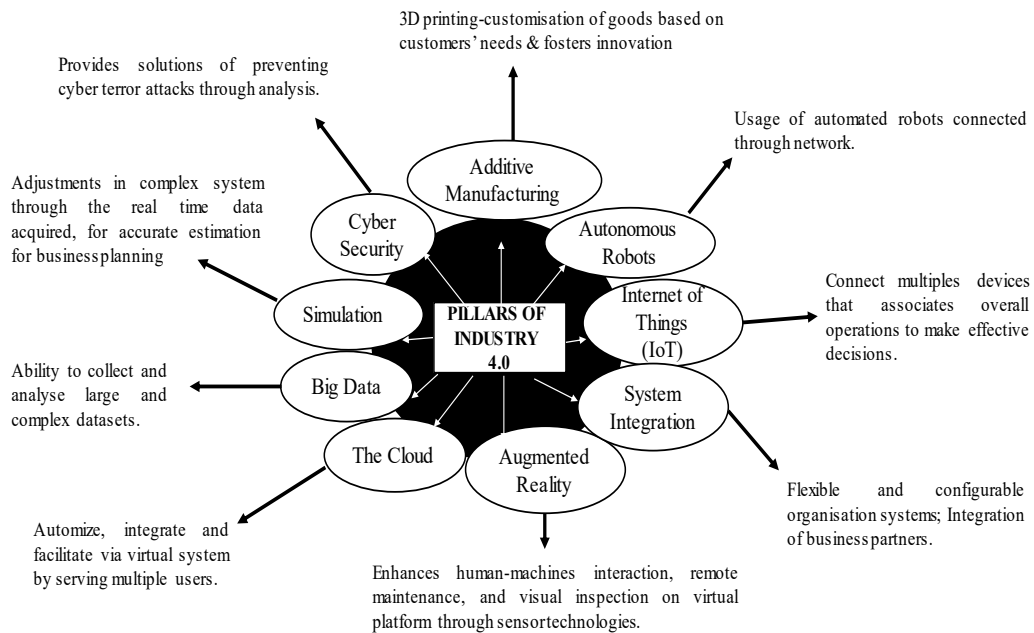 3D printing-customisation of goods based on
customers' needs & fosters innovation
Provides solutions of preventing
cyber terror attacks through analysis.
Usage of automated robots connected
through network.
Additive
Manufacturing
Adjustments in complex system
through the real time data
acquired, for accurate estimation
for business planning
Cyber
Security
Autonomous
Robots
Connect multiples devices
that associates overall
operations to make effective
decisions.
Simulation
PILLARS OF
INDUSTRY
4.0
Internet of
Things
(IoT)
Ability to collect and
analyse large and
complex datasets.
Big Data
System
Integration
The Cloud
Augmented
Reality
Flexible and configurable
organisation systems; Integration
of business partners.
Automize, integrate and
facilitate via virtual system
by serving multiple users.
Enhances human-machines interaction, remote
maintenance, and visual inspection on virtual
platform through sensor technologies.